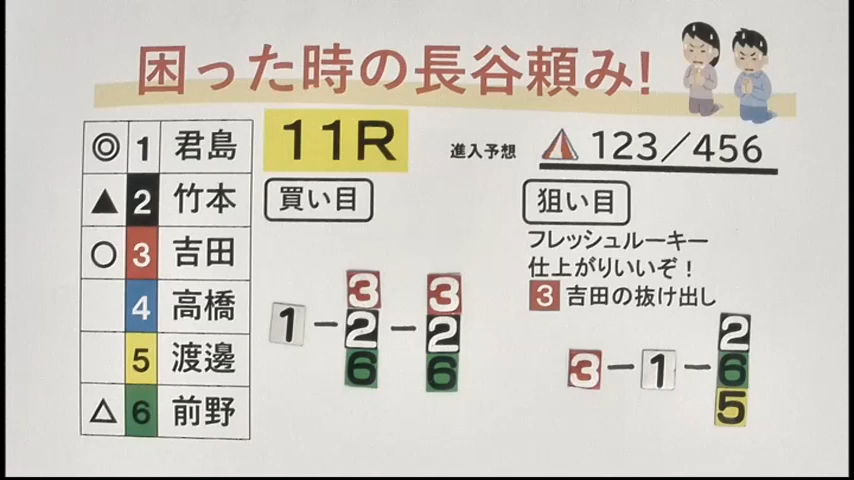 困った時の長谷頼み!
◎ 1 君島
▲ 2 竹本
○ 3 吉田
4 高橋
5 渡邊
△ 6 前野
11R
進入予想 123/456
買い目
3 3
1-2-2
6 6
狙い目
フレッシュルーキー
仕上がりいいぞ!
3 吉田の抜け出し
2
3-1-6
5